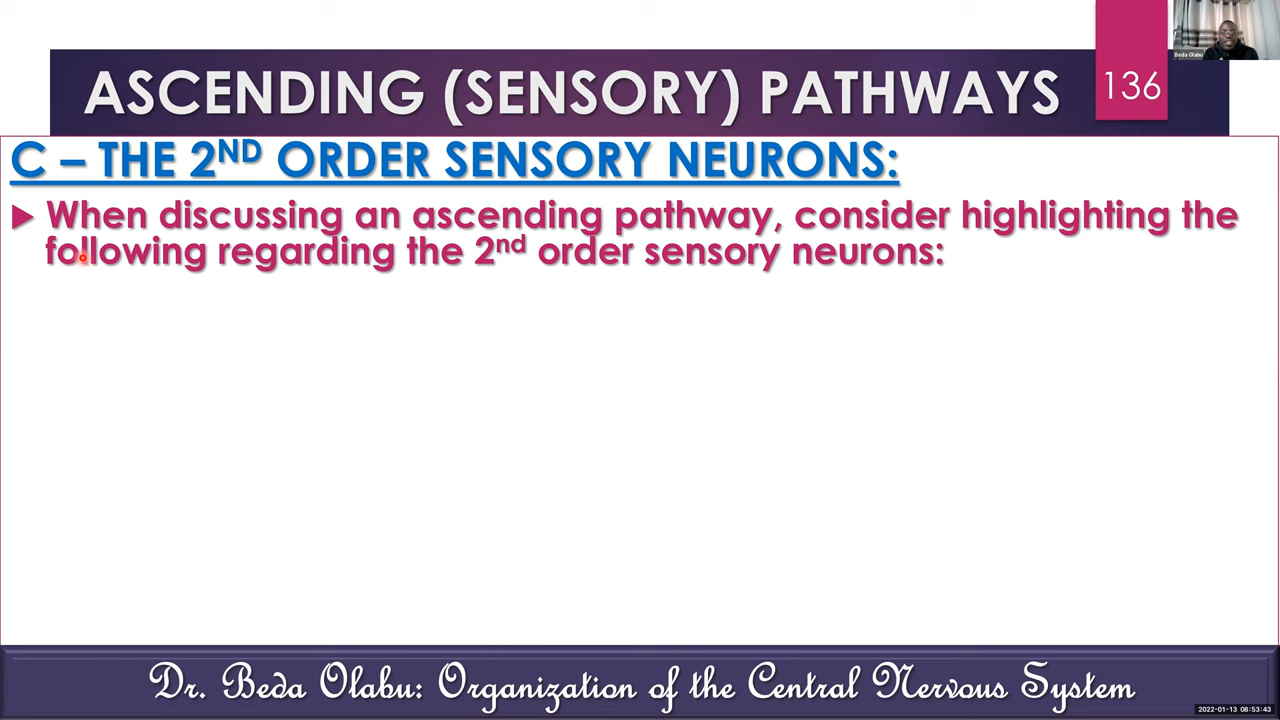 ASCENDING (SENSORY) PATHWAYS
136
Beda Olabu
C – THE 2ND ORDER SENSORY NEURONS:
When discussing an ascending pathway, consider highlighting the
following regarding the 2nd order sensory neurons:
Dr. Beda Olabu: Organization of the Central Nervous System
2022-01-13 08:53:43